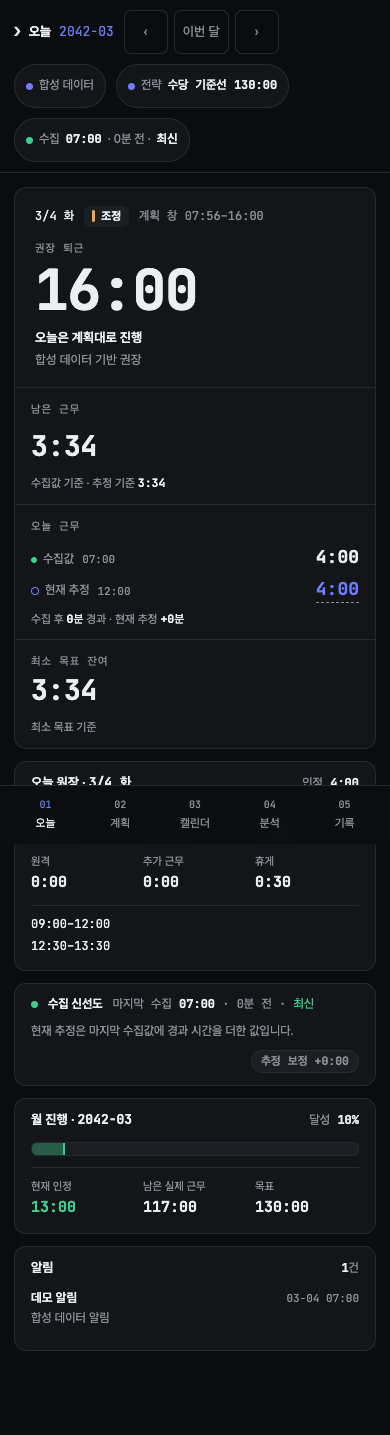 › 오늘 2042-03 ‹ 이번 달 ›
합성 데이터 전략 수당 기준선 130:00
수집 07:00 · 0분 전 · 최신
3/4 화 조정 계획 창 07:56–16:00
권장 퇴근
16:00
오늘은 계획대로 진행
합성 데이터 기반 권장
남은 근무
3:34
수집값 기준 · 추정 기준 3:34
오늘 근무
수집값 07:00 4:00
현재 추정 12:00 4:00
수집 후 0분 경과 · 현재 추정 +0분
최소 목표 잔여
3:34
최소 목표 기준
오늘 원장 · 3/4 화 인정 4:00
01 02 03 04 05
오늘 계획 캘린더 분석 기록
원격 추가 근무 휴게
0:00 0:00 0:30
09:00–12:00
12:30–13:30
수집 신선도 마지막 수집 07:00 · 0분 전 · 최신
현재 추정은 마지막 수집값에 경과 시간을 더한 값입니다.
추정 보정 +0:00
월 진행 · 2042-03 달성 10%
현재 인정 남은 실제 근무 목표
13:00 117:00 130:00
알림 1건
데모 알림 03-04 07:00
합성 데이터 알림